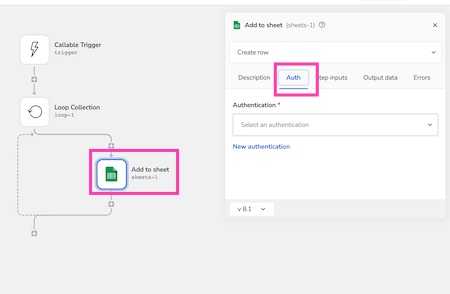 Callable Trigger
trigger
Loop Collection
loop-1
Add to sheet
sheets-1
Add to sheet (sheets-1)
Create row
Description
Auth
tep inputs
Output data
Errors
Authentication *
Select an authentication
New authentication
v 8.1